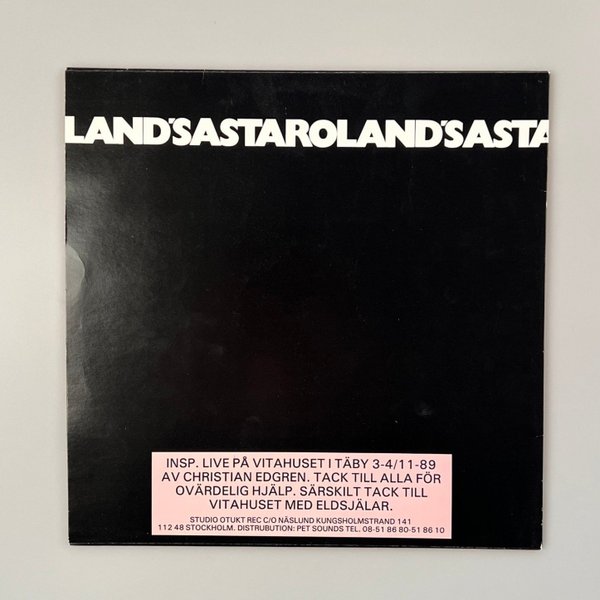 LAND'SASTAROLAND'SASTA
INSP. LIVE PÅ VITAHUSET I TÄBY 3-4/11-89
AV CHRISTIAN EDGREN. TACK TILL ALLA FÖR
OVÄRDELIG HJÄLP. SÄRSKILT TACK TILL
VITAHUSET MED ELDSJÄLAR.
STUDIO OTUKT REC C/O NÄSLUND KUNGSHOLMSTRAND 141
112 48 STOCKHOLM. DISTRUBUTION: PET SOUNDS TEL. 08-51 86 80-51 86 10